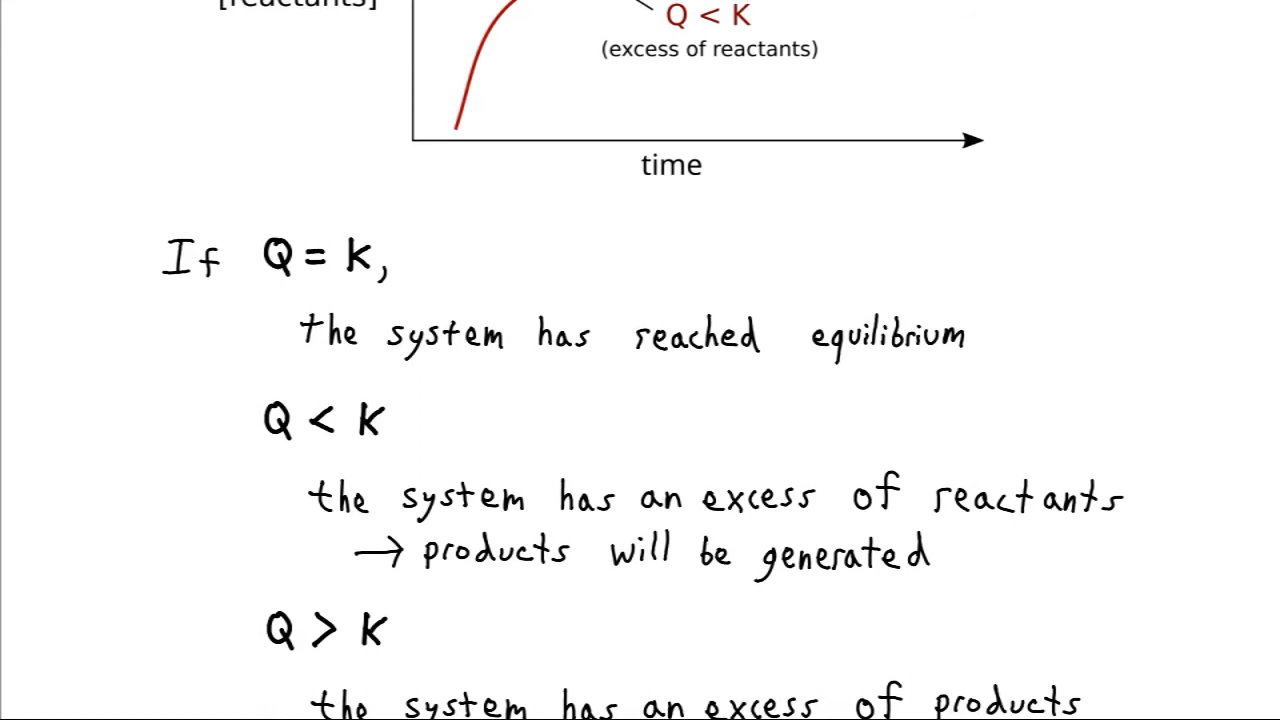 [reactants]
Q < K
(excess of reactants)
time
If Q = K,
the system has reached equilibrium
Q < K
the system has an excess of reactants
→ products will be generated
Q > K
the system has an excess of products